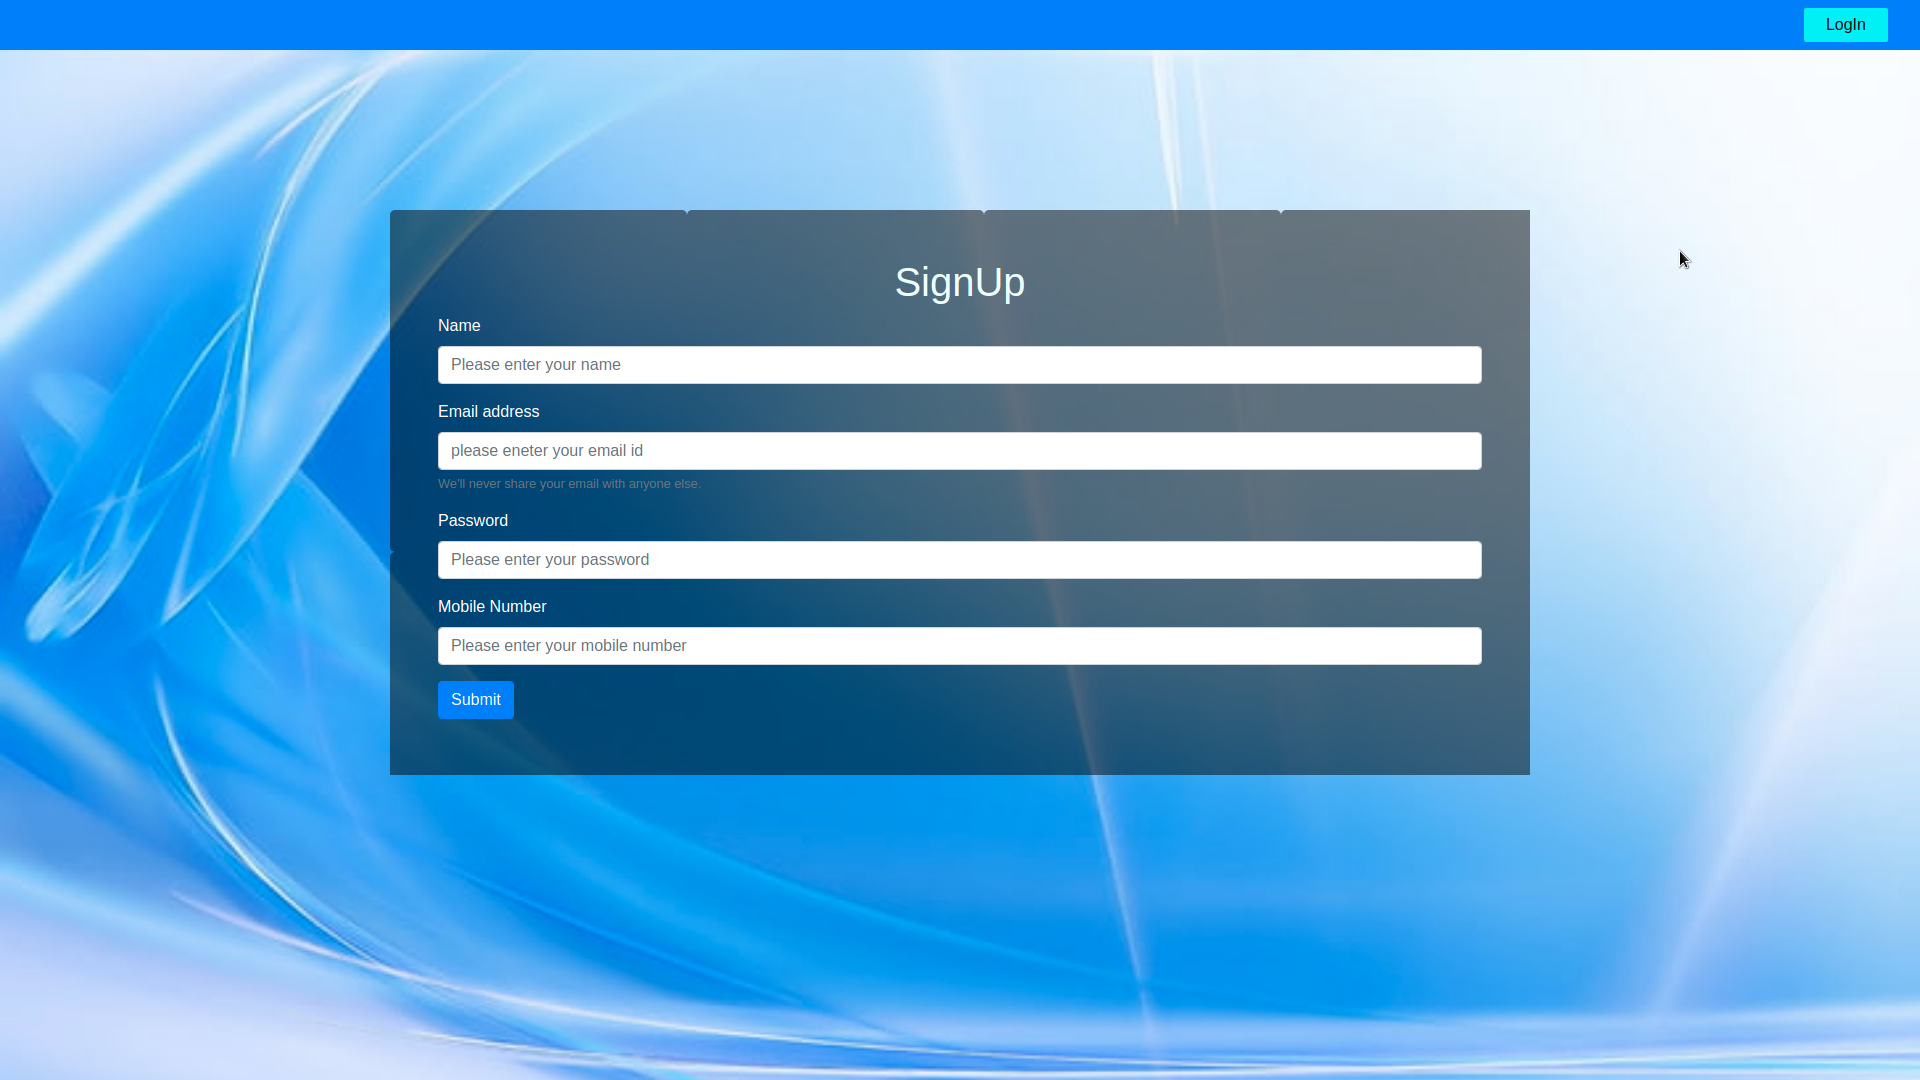 LogIn
SignUp
Name
Please enter your name
Email address
please eneter your email id
We'll never share your email with anyone else.
Password
Please enter your password
Mobile Number
Please enter your mobile number
Submit